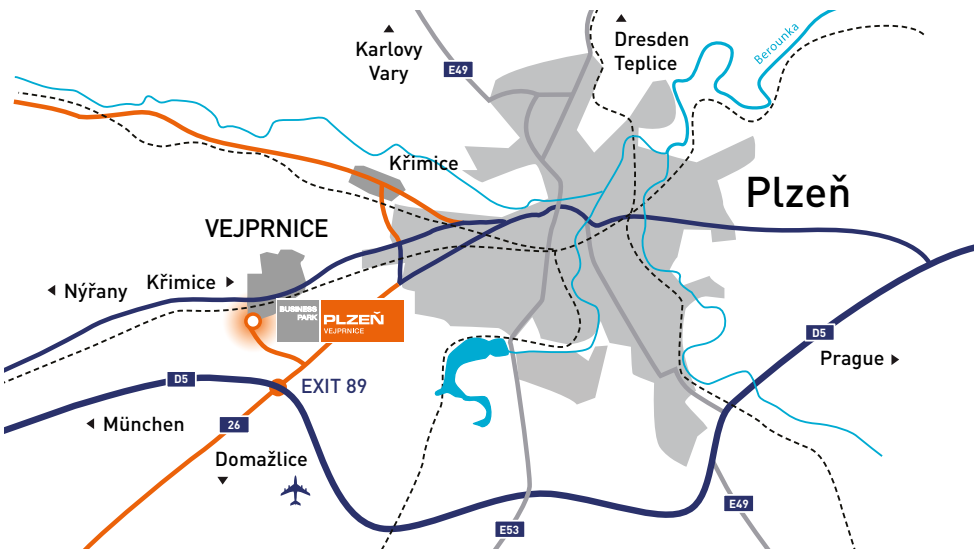 Karlovy
Vary
E49
Dresden
Teplice
Berounka
Křimice
Plzeň
VEJPRNICE
Křimice
Nýřany
BUSINESS
PARK
PLZEŇ
VEJPRNICE
D5
Prague
D5
EXIT 89
München
26
Domažlice
E53
E49